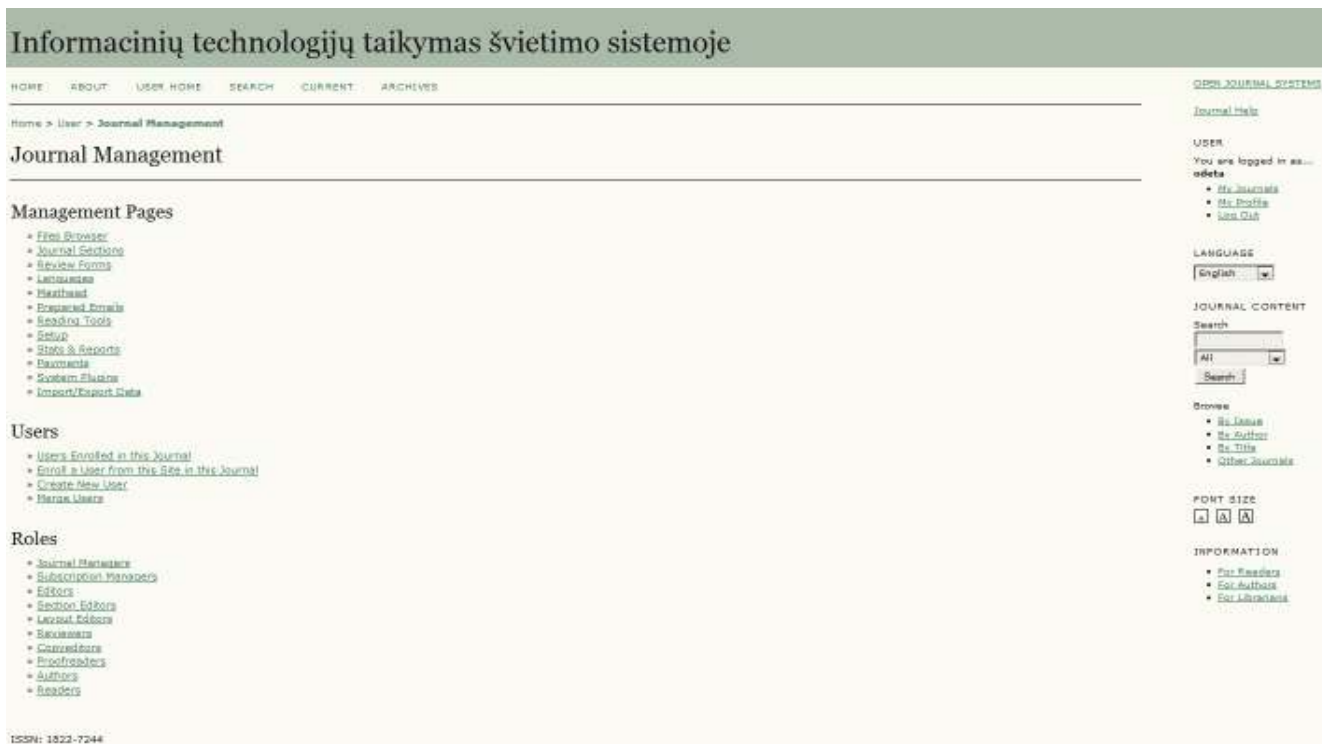 Informacinių technologijų taikymas švietimo sistemoje
HOME ABOUT USER HOME SEARCH CURRENT ARCHIVES
Home > User > Journal Management
Journal Management
Management Pages
» Files Browser
» Journal Sections
» Review Forms
» Languages
» Masthead
» Prepared Emails
» Reading Tools
» Setup
» Stats & Reports
» Payments
» System Plugins
» Import/Export Data
Users
» Users Enrolled in this Journal
» Enroll a User from this Site in this Journal
» Create New User
» Merge Users
Roles
» Journal Managers
» Subscription Managers
» Editors
» Section Editors
» Layout Editors
» Reviewers
» Copyeditors
» Proofreaders
» Authors
» Readers
ISSN: 1822-7244
OPEN JOURNAL SYSTEMS
Journal Help
USER
You are logged in as...
odeta
• My Journals
• My Profile
• Log Out
LANGUAGE
English
JOURNAL CONTENT
Search
All
Search
Browse
• By Issue
• By Author
• By Title
• Other Journals
FONT SIZE
A A A
INFORMATION
• For Readers
• For Authors
• For Librarians